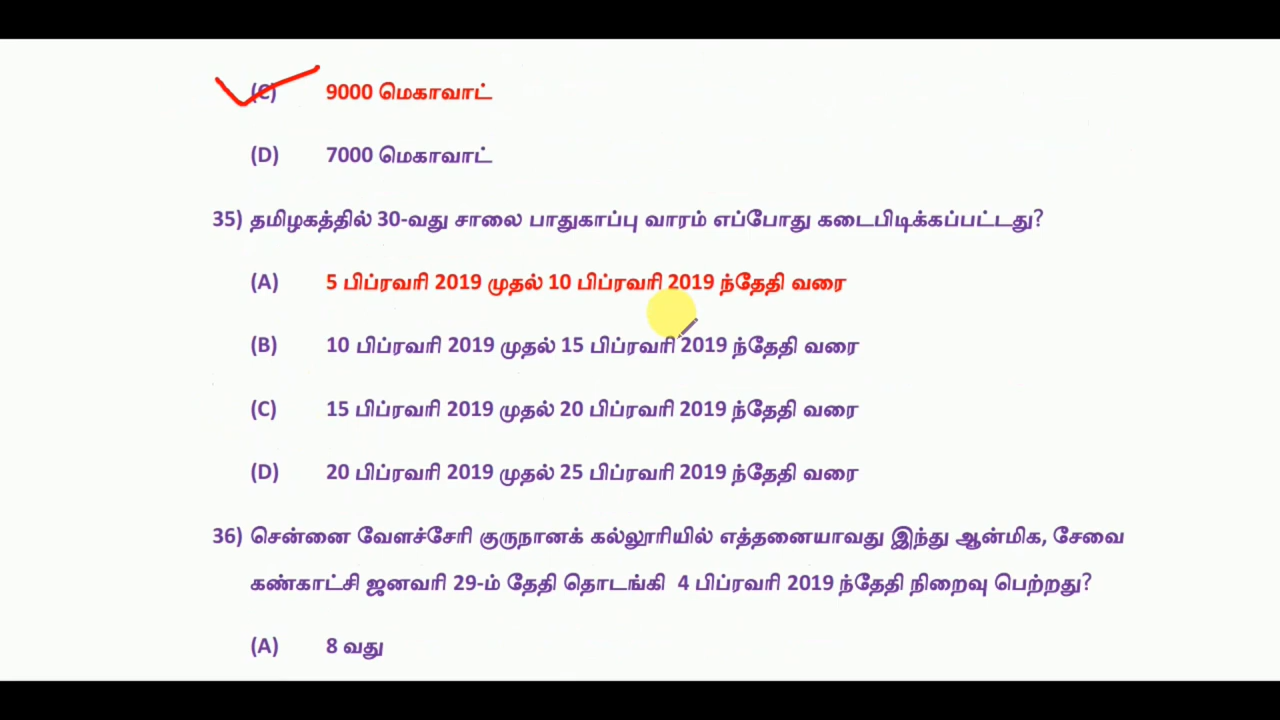 (C) 9000 மெகாவாட்
(D) 7000 மெகாவாட்
35) தமிழகத்தில் 30-வது சாலை பாதுகாப்பு வாரம் எப்போது கடைபிடிக்கப்பட்டது?
(A) 5 பிப்ரவரி 2019 முதல் 10 பிப்ரவரி 2019 ந்தேதி வரை
(B) 10 பிப்ரவரி 2019 முதல் 15 பிப்ரவரி 2019 ந்தேதி வரை
(C) 15 பிப்ரவரி 2019 முதல் 20 பிப்ரவரி 2019 ந்தேதி வரை
(D) 20 பிப்ரவரி 2019 முதல் 25 பிப்ரவரி 2019 ந்தேதி வரை
36) சென்னை வேளச்சேரி குருநானக் கல்லூரியில் எத்தனையாவது இந்து ஆன்மிக, சேவை
கண்காட்சி ஜனவரி 29-ம் தேதி தொடங்கி 4 பிப்ரவரி 2019 ந்தேதி நிறைவு பெற்றது?
(A) 8 வது